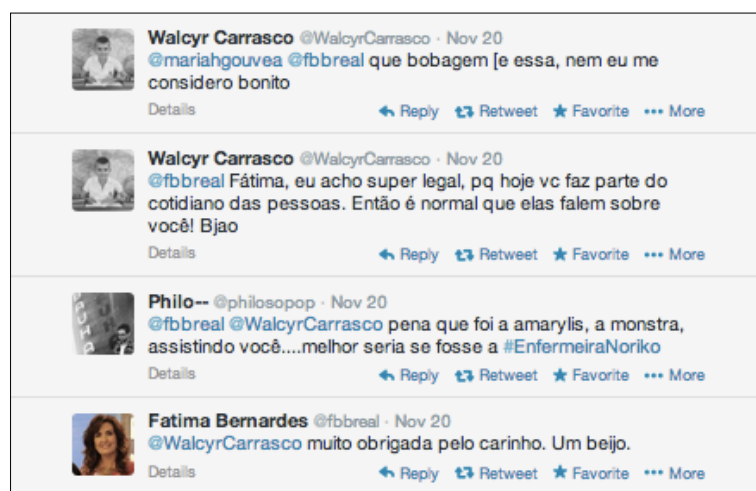 Walcyr Carrasco @WalcyrCarrasco · Nov 20
@mariahgouvea @fbbreal que bobagem [e essa, nem eu me
considero bonito
Details Reply Retweet Favorite More
Walcyr Carrasco @WalcyrCarrasco · Nov 20
@fbbreal Fátima, eu acho super legal, pq hoje vc faz parte do
cotidiano das pessoas. Então é normal que elas falem sobre
você! Bjao
Details Reply Retweet Favorite More
Philo-- @philosopop · Nov 20
@fbbreal @WalcyrCarrasco pena que foi a amarylis, a monstra,
assistindo você....melhor seria se fosse a #EnfermeiraNoriko
Details Reply Retweet Favorite More
Fatima Bernardes @fbbreal · Nov 20
@WalcyrCarrasco muito obrigada pelo carinho. Um beijo.
Details Reply Retweet Favorite More